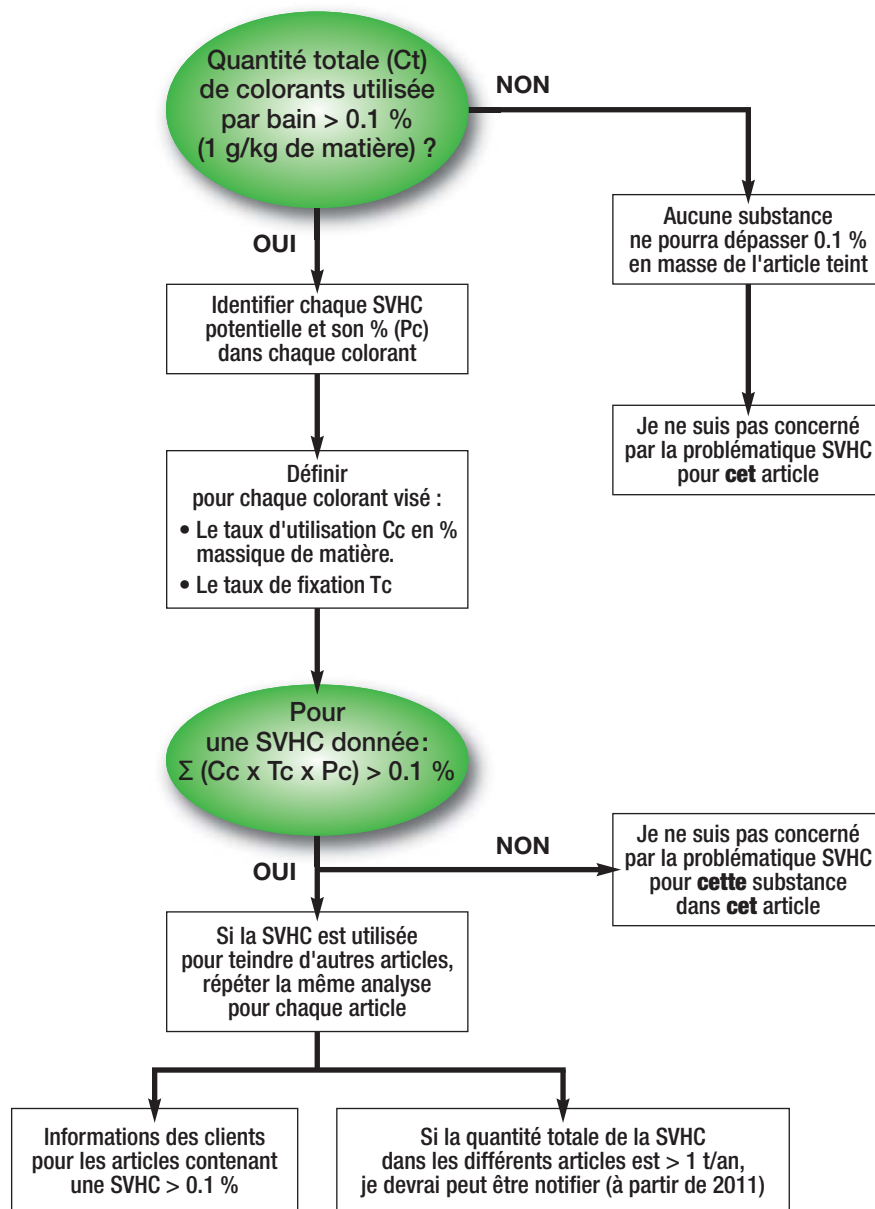 Quantité totale (Ct)
de colorants utilisée
par bain > 0.1 %
(1 g/kg de matière) ?
NON
OUI
Aucune substance
ne pourra dépasser 0.1 %
en masse de l'article teint
Identifier chaque SVHC
potentielle et son % (Pc)
dans chaque colorant
Je ne suis pas concerné
par la problématique SVHC
pour cet article
Définir
pour chaque colorant visé :
• Le taux d'utilisation Cc en %
massique de matière.
• Le taux de fixation Tc
Pour
une SVHC donnée:
Σ (Cc x Tc x Pc) > 0.1 %
NON
OUI
Je ne suis pas concerné
par la problématique SVHC
pour cette substance
dans cet article
Si la SVHC est utilisée
pour teindre d'autres articles,
répéter la même analyse
pour chaque article
Informations des clients
pour les articles contenant
une SVHC > 0.1 %
Si la quantité totale de la SVHC
dans les différents articles est > 1 t/an,
je devrai peut être notifier (à partir de 2011)